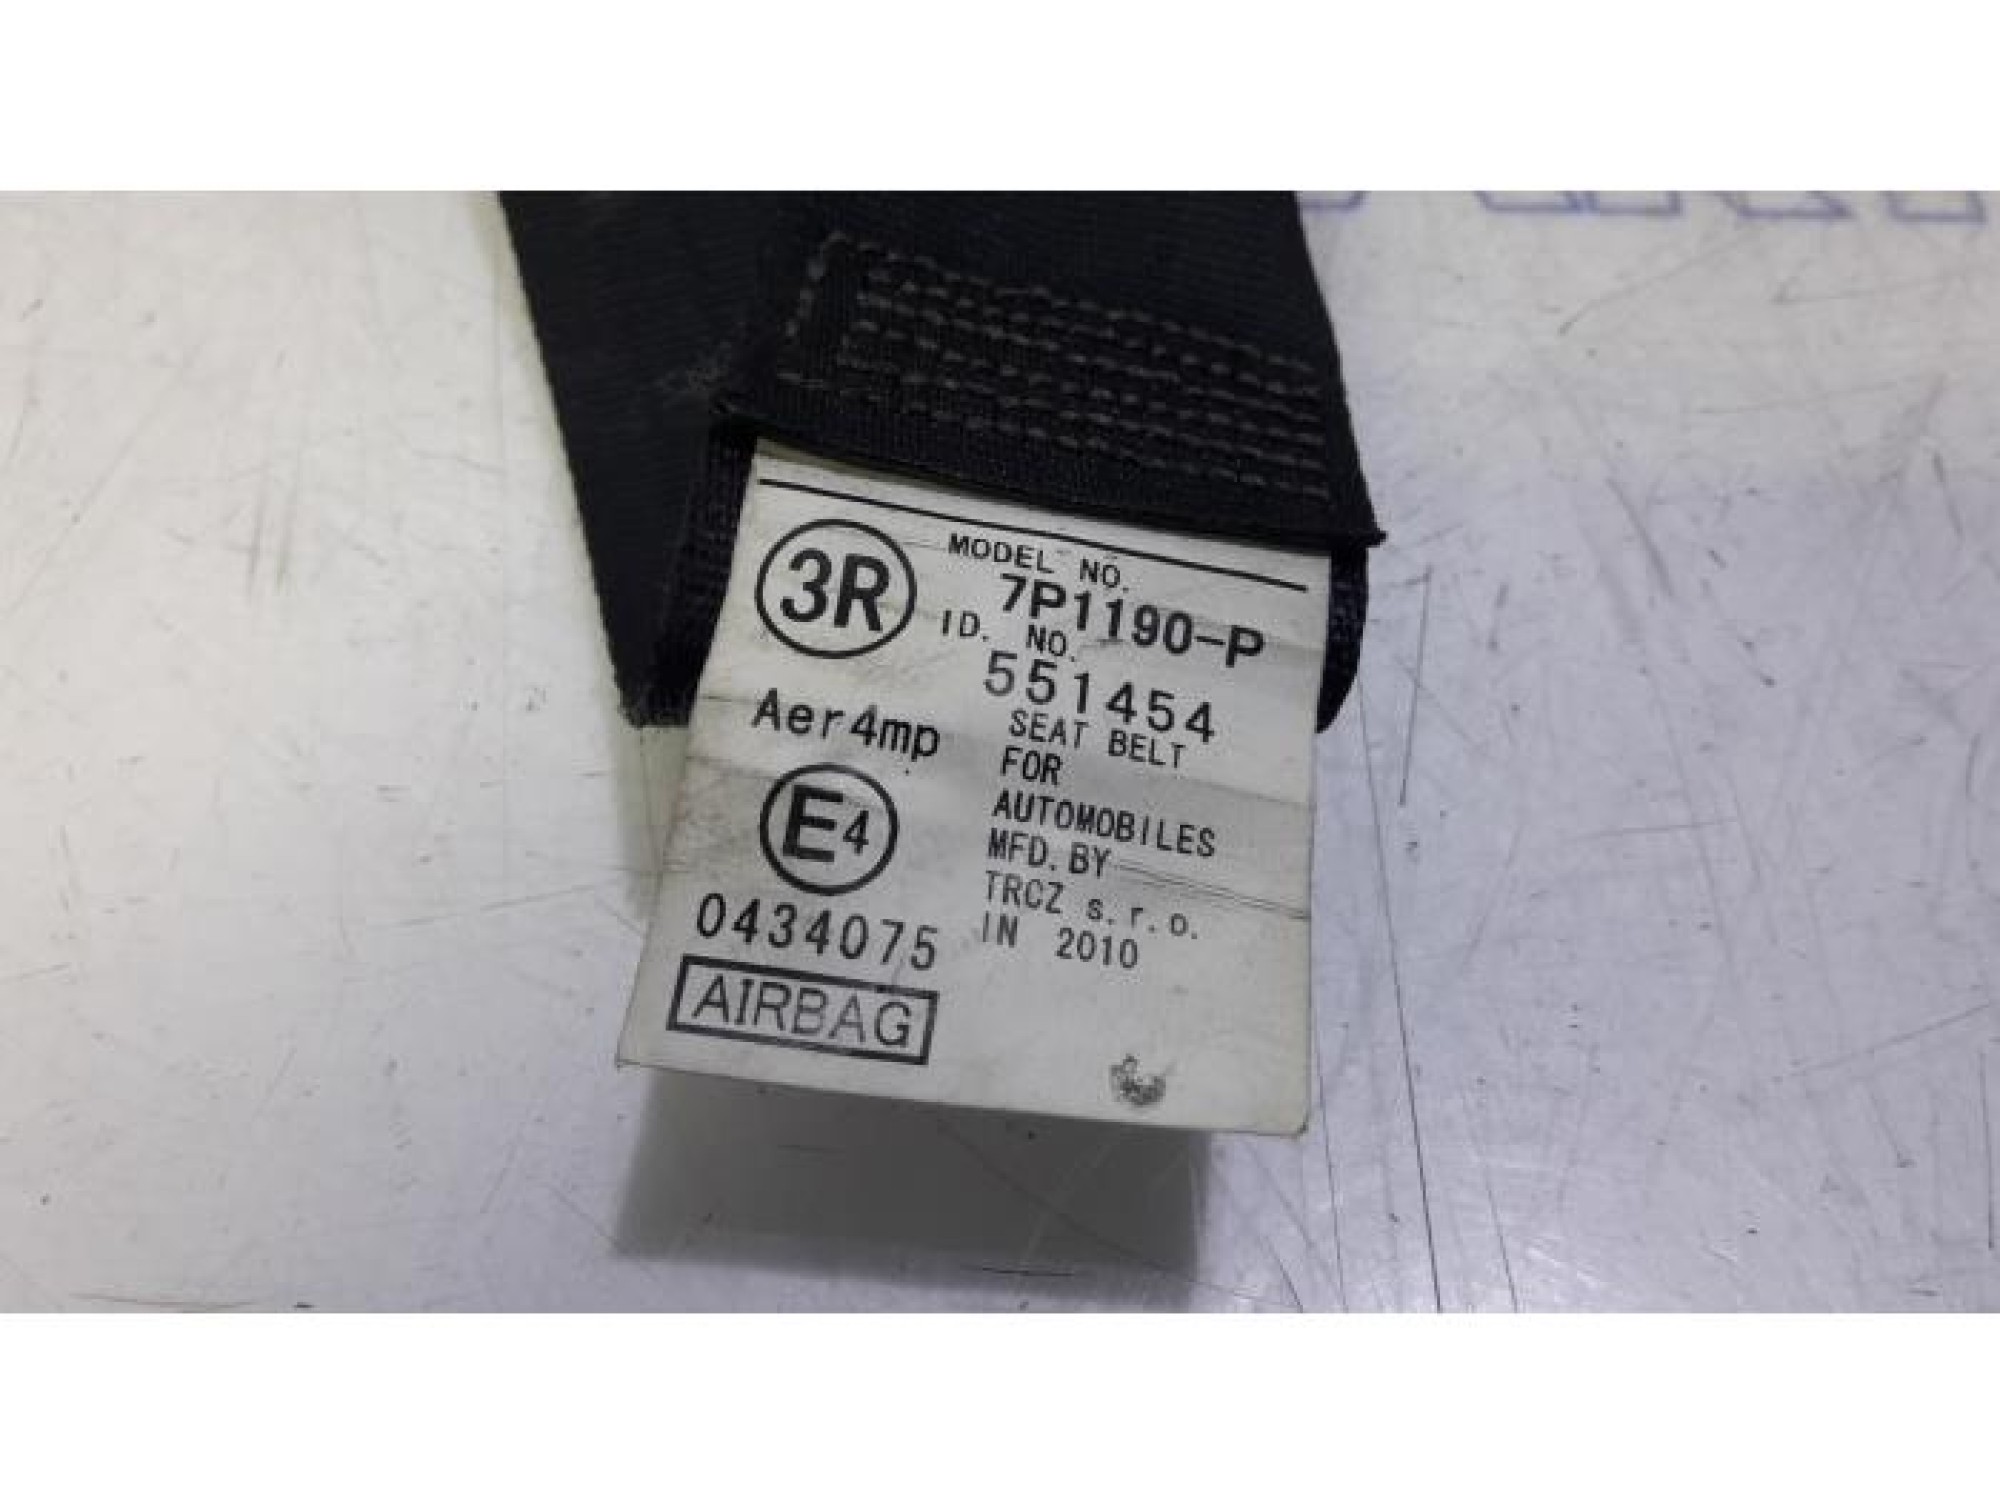 3R
MODEL NO.
7P1190-P
ID. NO.
551454
Aer4mp
SEAT BELT
FOR
AUTOMOBILES
MFD. BY
TRCZ s.r.o.
IN 2010
E4
0434075
AIRBAG